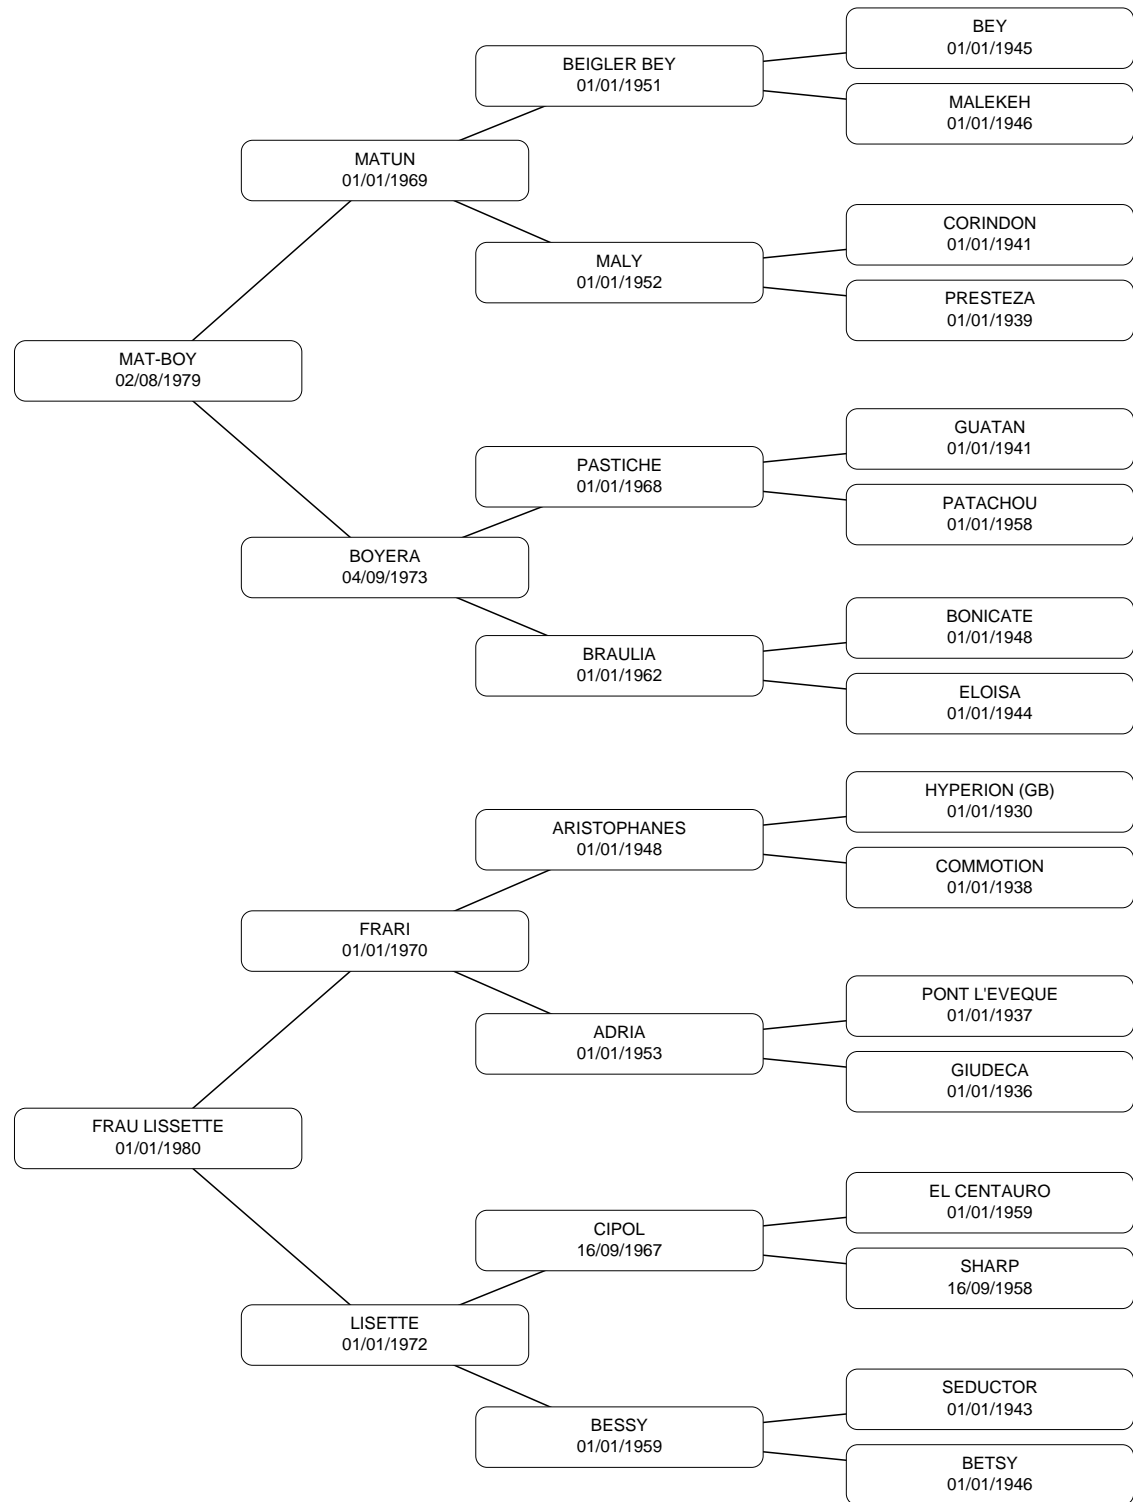 BEY
01/01/1945
BEIGLER BEY
01/01/1951
MALEKEH
01/01/1946
MATUN
01/01/1969
CORINDON
01/01/1941
MALY
01/01/1952
PRESTEZA
01/01/1939
MAT-BOY
02/08/1979
GUATAN
01/01/1941
PASTICHE
01/01/1968
PATACHOU
01/01/1958
BOYERA
04/09/1973
BONICATE
01/01/1948
BRAULIA
01/01/1962
ELOISA
01/01/1944
HYPERION (GB)
01/01/1930
ARISTOPHANES
01/01/1948
COMMOTION
01/01/1938
FRARI
01/01/1970
PONT L'EVEQUE
01/01/1937
ADRIA
01/01/1953
GIUDECA
01/01/1936
FRAU LISSETTE
01/01/1980
EL CENTAURO
01/01/1959
CIPOL
16/09/1967
SHARP
16/09/1958
LISETTE
01/01/1972
SEDUCTOR
01/01/1943
BESSY
01/01/1959
BETSY
01/01/1946